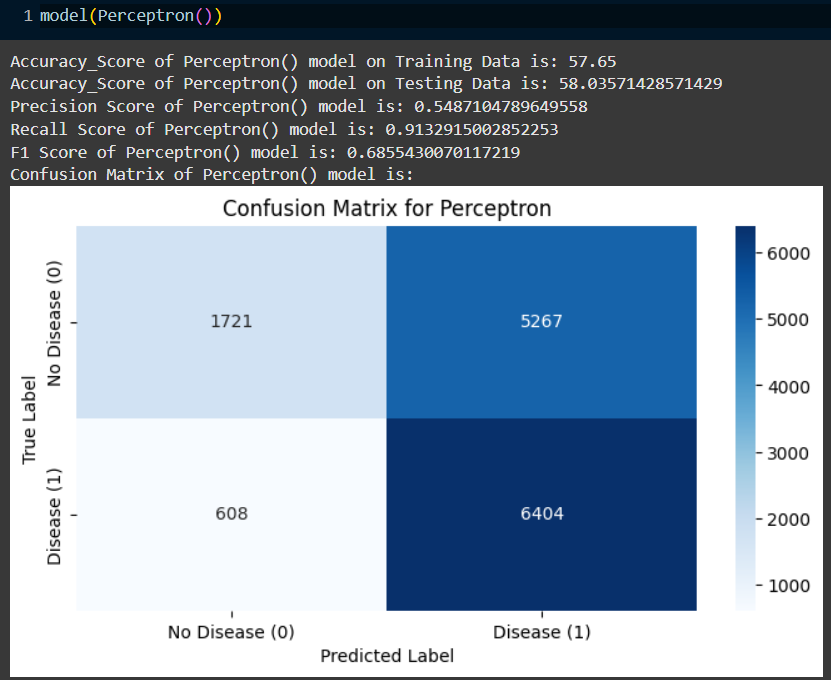 1 model(Perceptron())
Accuracy_Score of Perceptron() model on Training Data is: 57.65
Accuracy_Score of Perceptron() model on Testing Data is: 58.03571428571429
Precision Score of Perceptron() model is: 0.5487104789649558
Recall Score of Perceptron() model is: 0.9132915002852253
F1 Score of Perceptron() model is: 0.6855430070117219
Confusion Matrix of Perceptron() model is:
Confusion Matrix for Perceptron
True Label
No Disease (0)
1721
5267
Disease (1)
608
6404
No Disease (0)
Disease (1)
Predicted Label
6000
5000
4000
3000
2000
1000